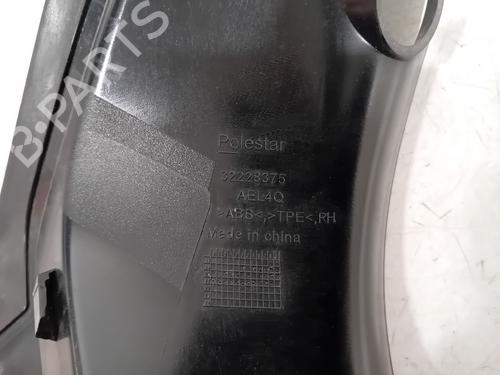 B-PARTS
Polestar
32228375
AEL4Q
>ABS<,>TPE<,RH
Made in china